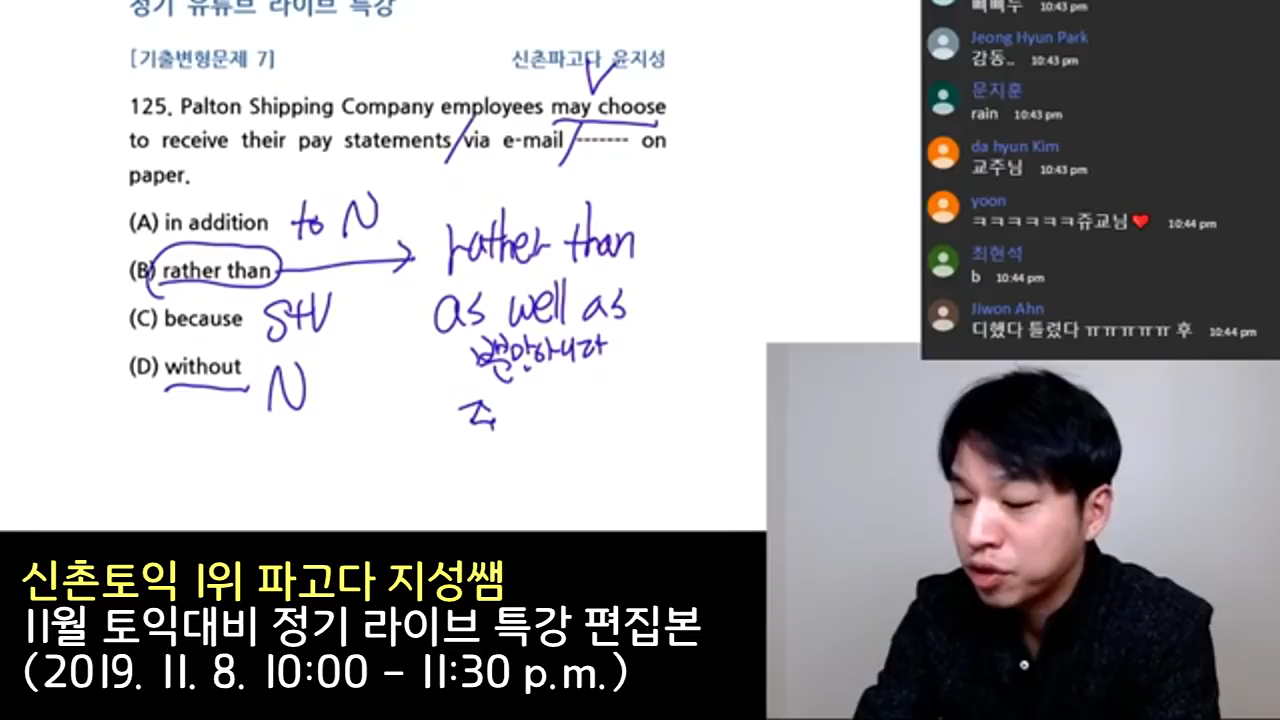 정기 유튜브 라이브 특강
[기출변형문제 7] 신촌파고다 윤지성
125. Palton Shipping Company employees may choose
to receive their pay statements via e-mail ------- on
paper.
(A) in addition to N
(B) rather than
(C) because S+V
(D) without N
rather than
as well as
뿐만아니라
삐삐두 10:43 pm
Jeong Hyun Park
감동.. 10:43 pm
문지훈
rain 10:43 pm
da hyun Kim
교주님 10:43 pm
yoon
ㅋㅋㅋㅋㅋㅋ쥬교님❤️ 10:44 pm
최현석
b 10:44 pm
Jiwon Ahn
디했다 틀렸다 ㅠㅠㅠㅠㅠ 후 10:44 pm
신촌토익 1위 파고다 지성쌤
11월 토익대비 정기 라이브 특강 편집본
(2019. 11. 8. 10:00 - 11:30 p.m.)